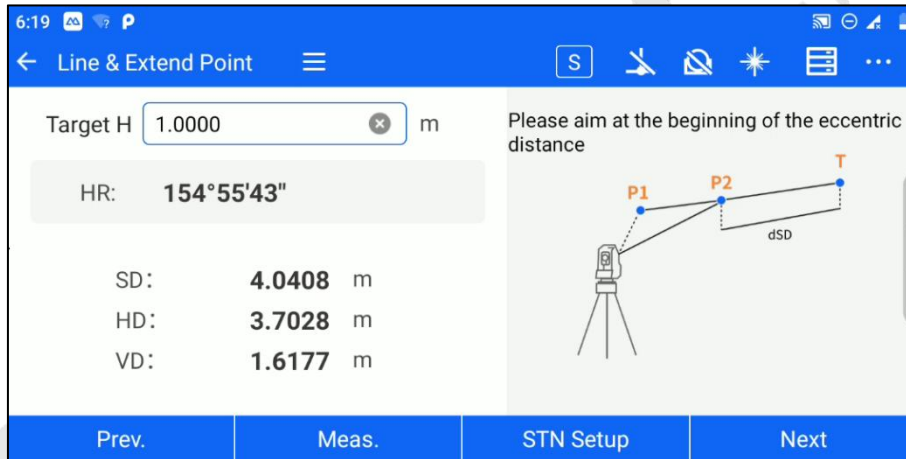 6:19
Line & Extend Point
S
Target H 1.0000 m
HR: 154°55'43"
SD: 4.0408 m
HD: 3.7028 m
VD: 1.6177 m
Please aim at the beginning of the eccentric
distance
P1 P2 T
dSD
Prev. Meas. STN Setup Next